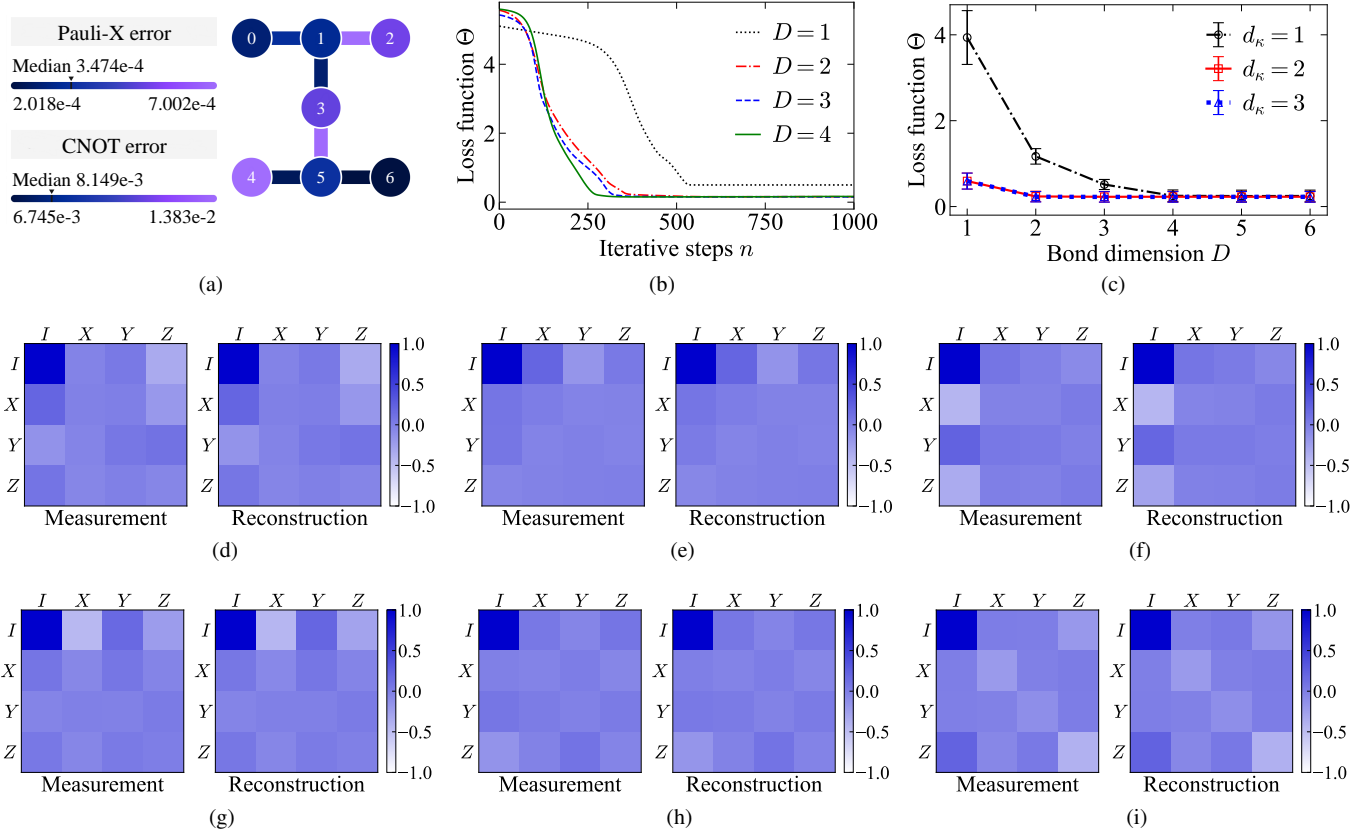 Pauli-X error
Median 3.474e-4
2.018e-4 7.002e-4
CNOT error
Median 8.149e-3
6.745e-3 1.383e-2
0 1 2
3
4 5 6
(a)
Loss function Θ
4
2
0
D = 1
D = 2
D = 3
D = 4
0 250 500 750 1000
Iterative steps n
(b)
Loss function Θ
4
2
0
dκ = 1
dκ = 2
dκ = 3
1 2 3 4 5 6
Bond dimension D
(c)
I X Y Z I X Y Z
I
X
Y
Z
1.0
0.5
0.0
−0.5
−1.0
Measurement Reconstruction
(d)
I X Y Z I X Y Z
I
X
Y
Z
1.0
0.5
0.0
−0.5
−1.0
Measurement Reconstruction
(e)
I X Y Z I X Y Z
I
X
Y
Z
I
X
Y
Z
1.0
0.5
0.0
−0.5
−1.0
Measurement Reconstruction
(f)
I X Y Z I X Y Z
I
X
Y
Z
1.0
0.5
0.0
−0.5
−1.0
Measurement Reconstruction
(g)
I X Y Z I X Y Z
I
X
Y
Z
I
X
Y
Z
1.0
0.5
0.0
−0.5
−1.0
Measurement Reconstruction
(h)
I X Y Z I X Y Z
I
X
Y
Z
I
X
Y
Z
1.0
0.5
0.0
−0.5
−1.0
Measurement Reconstruction
(i)